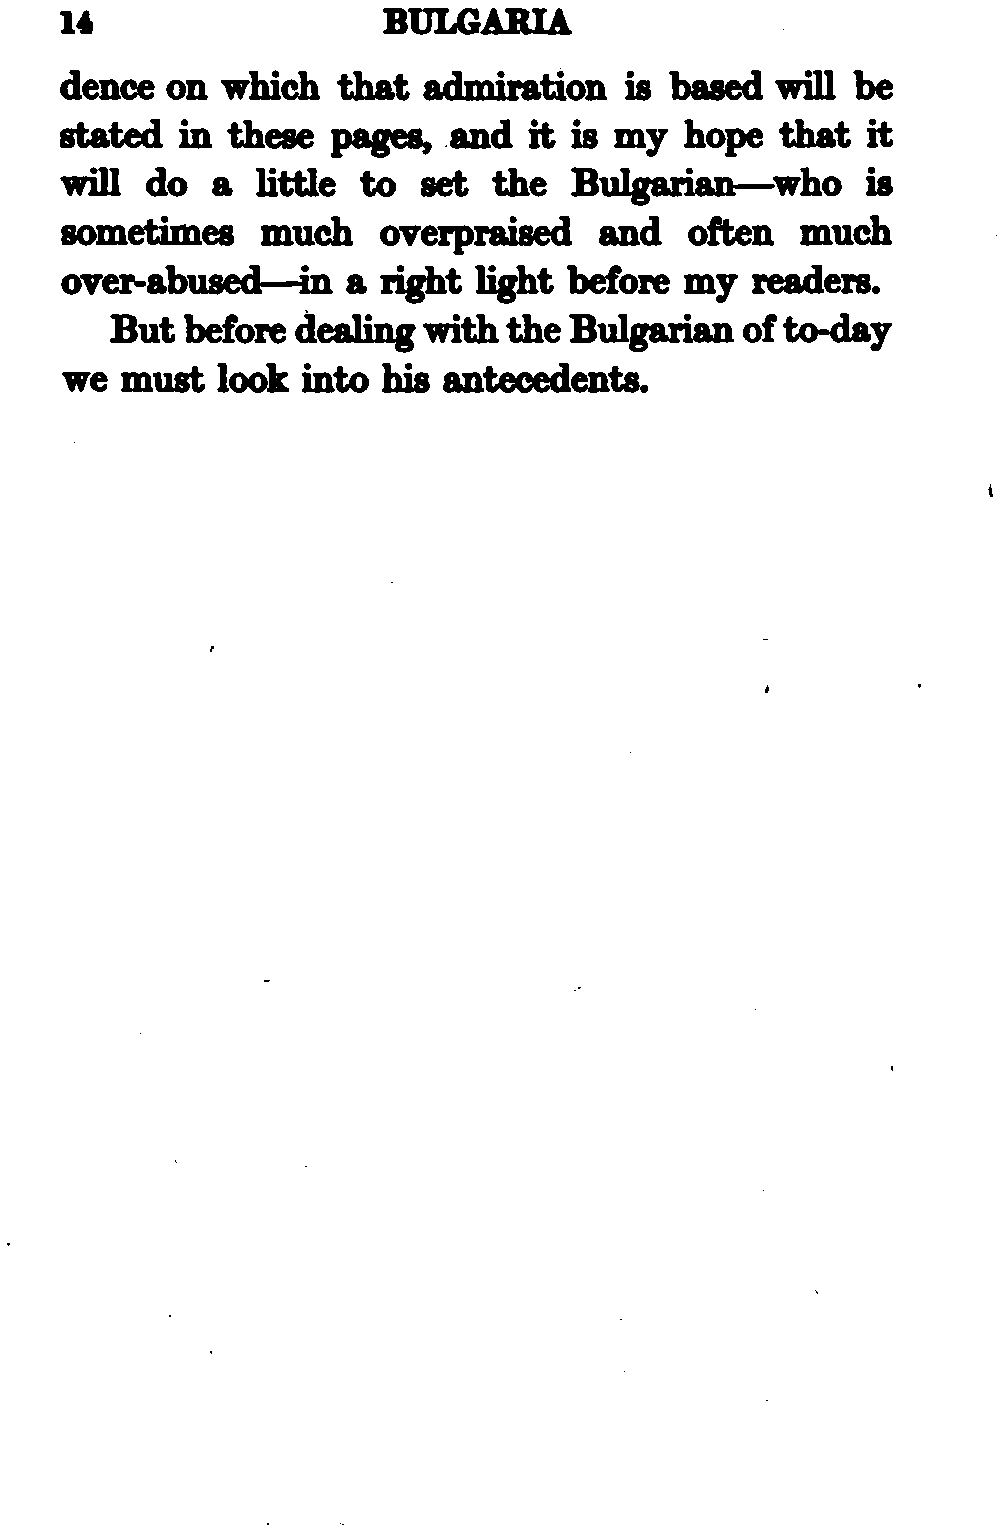 14 BULGARIA
dence on which that admiration is based will be
stated in these pages, and it is my hope that it
will do a little to set the Bulgarian—who is
sometimes much overpraised and often much
over-abused—in a right light before my readers.
But before dealing with the Bulgarian of to-day
we must look into his antecedents.